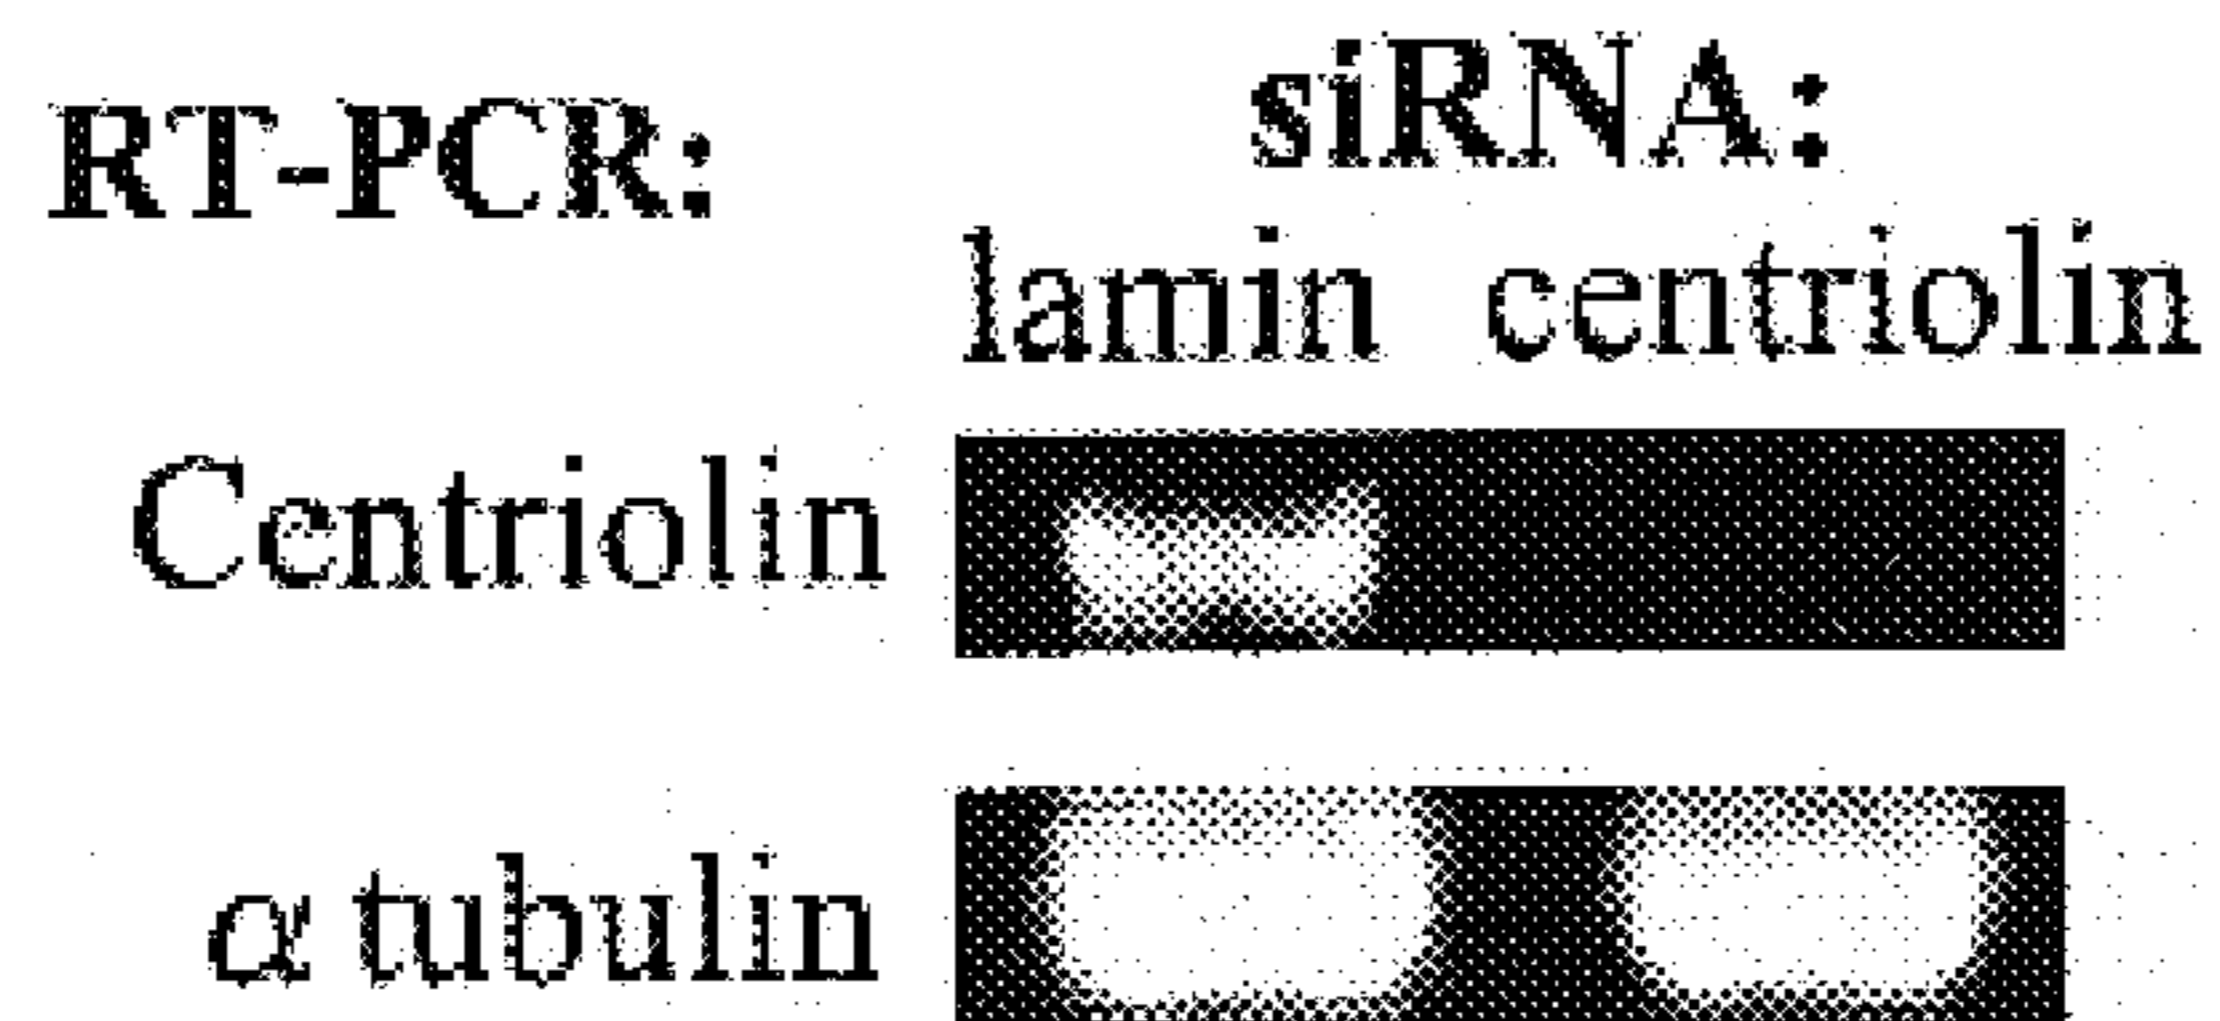 RT-PCR:
siRNA:
lamin centriolin
Centriolin
α tubulin